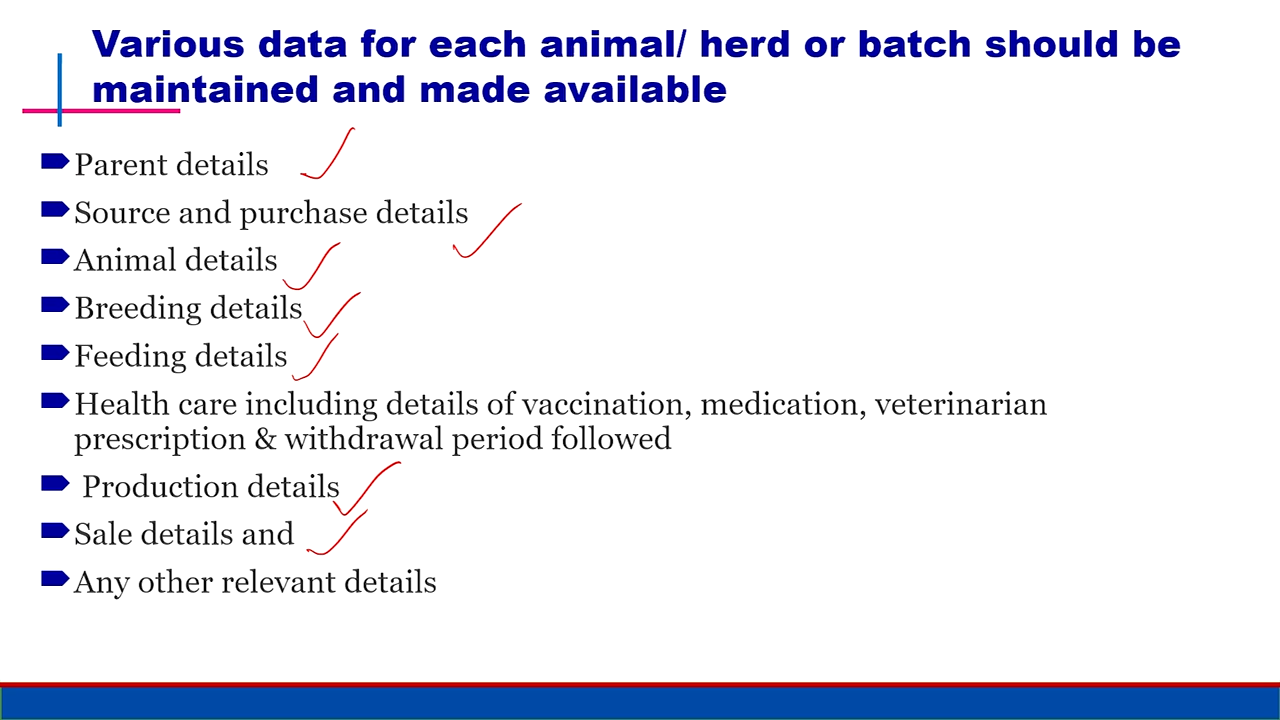 Various data for each animal/ herd or batch should be
maintained and made available
Parent details
Source and purchase details
Animal details
Breeding details
Feeding details
Health care including details of vaccination, medication, veterinarian
prescription & withdrawal period followed
Production details
Sale details and
Any other relevant details